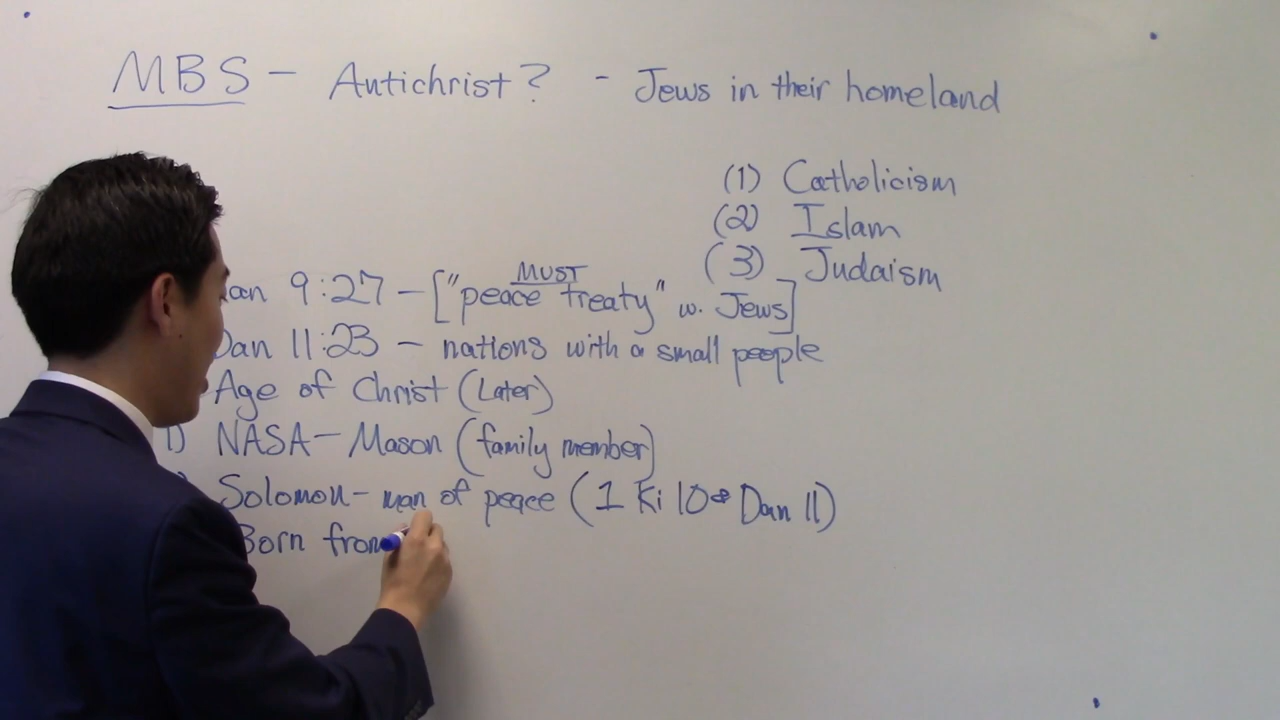 MBS - Antichrist? - Jews in their homeland
(1) Catholicism
(2) Islam
(3) Judaism
MUST
Dan 9:27 - ["peace treaty" w. Jews]
Dan 11:23 - nations with a small people
Age of Christ (Later)
1) NASA - Mason (family member)
) Solomon - man of peace (1 Ki 10 & Dan 11)
Born from